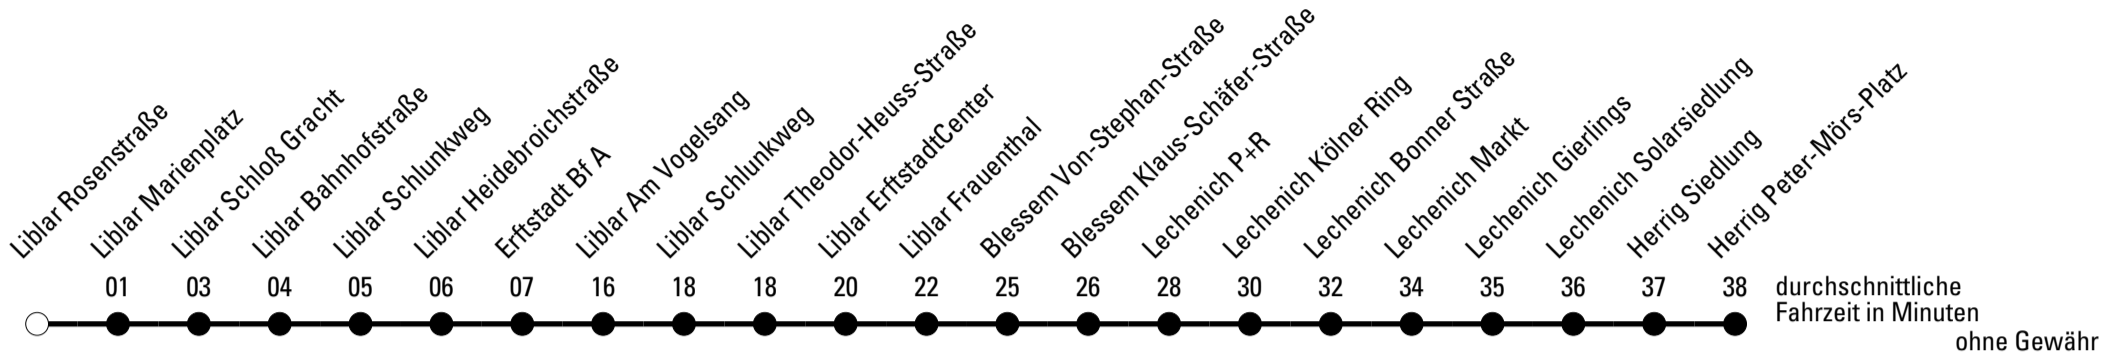 Liblar Rosenstraße
Liblar Marienplatz
Liblar Schloß Gracht
Liblar Bahnhofstraße
Liblar Schlunkweg
Liblar Heidebroichstraße
Erftstadt Bf A
Liblar Am Vogelsang
Liblar Schlunkweg
Liblar Theodor-Heuss-Straße
Liblar ErftstadtCenter
Liblar Frauenthal
Blessem Von-Stephan-Straße
Blessem Klaus-Schäfer-Straße
Lechenich P+R
Lechenich Kölner Ring
Lechenich Bonner Straße
Lechenich Markt
Lechenich Gierlings
Lechenich Solarsiedlung
Herrig Siedlung
Herrig Peter-Mörs-Platz
01 03 04 05 06 07 16 18 18 20 22 25 26 28 30 32 34 35 36 37 38 durchschnittliche
Fahrzeit in Minuten
ohne Gewähr